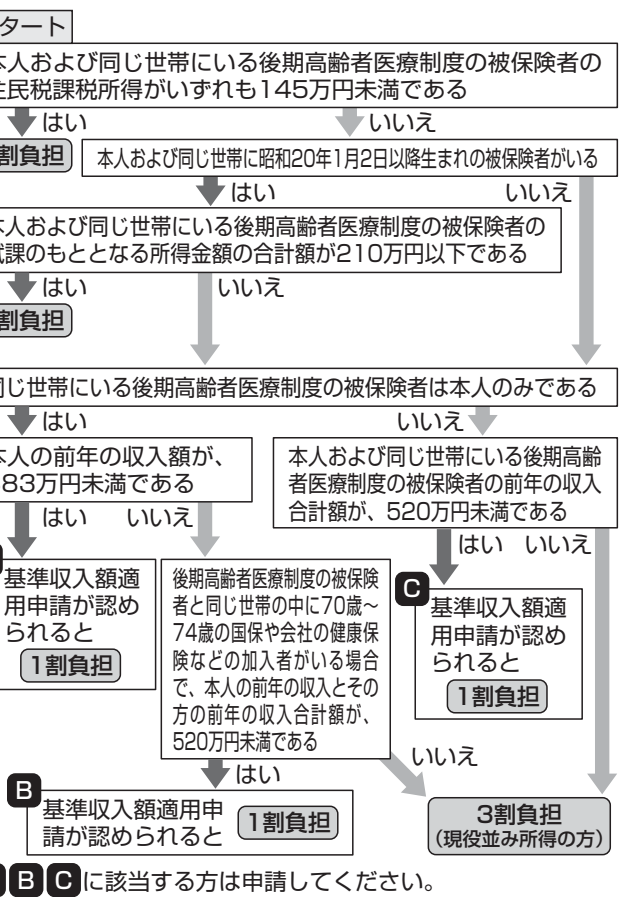 タート
本人および同じ世帯にいる後期高齢者医療制度の被保険者の
住民税課税所得がいずれも145万円未満である
はい
いいえ
割負担
本人および同じ世帯に昭和20年1月2日以降生まれの被保険者がいる
はい
いいえ
本人および同じ世帯にいる後期高齢者医療制度の被保険者の
賦課のもととなる所得金額の合計額が210万円以下である
はい
いいえ
割負担
同じ世帯にいる後期高齢者医療制度の被保険者は本人のみである
はい
いいえ
本人の前年の収入額が、
83万円未満である
本人および同じ世帯にいる後期高齢
者医療制度の被保険者の前年の収入
合計額が、520万円未満である
はい
いいえ
はい
いいえ
基準収入額適
用申請が認め
られると
1割負担
後期高齢者医療制度の被保険
者と同じ世帯の中に70歳~
74歳の国保や会社の健康保
険などの加入者がいる場合
で、本人の前年の収入とその
方の前年の収入合計額が、
520万円未満である
C
基準収入額適
用申請が認め
られると
1割負担
はい
いいえ
B
基準収入額適用申
請が認められると
1割負担
3割負担
(現役並み所得の方)
B C に該当する方は申請してください。